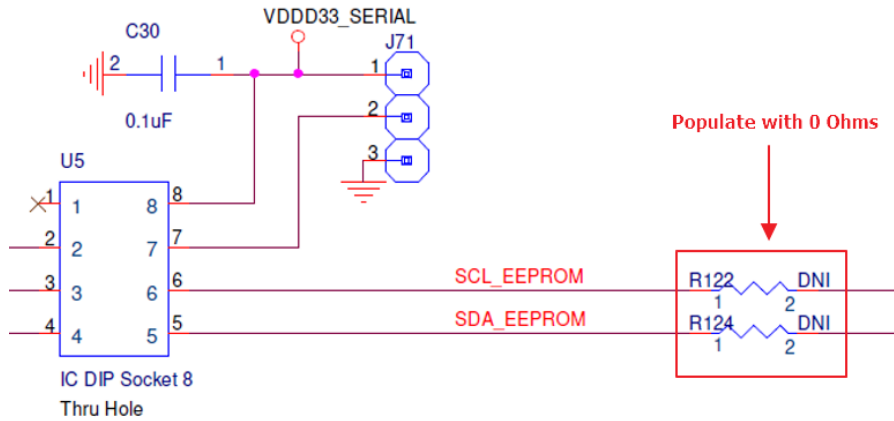 VDDD33_SERIAL
C30
J71
2
1
1
0.1uF
2
Populate with 0 Ohms
U5
3
1
1
8
8
2
2
7
7
3
3
6
6
SCL_EEPROM
R122
DNI
1
2
4
4
5
5
SDA_EEPROM
R124
DNI
1
2
IC DIP Socket 8
Thru Hole